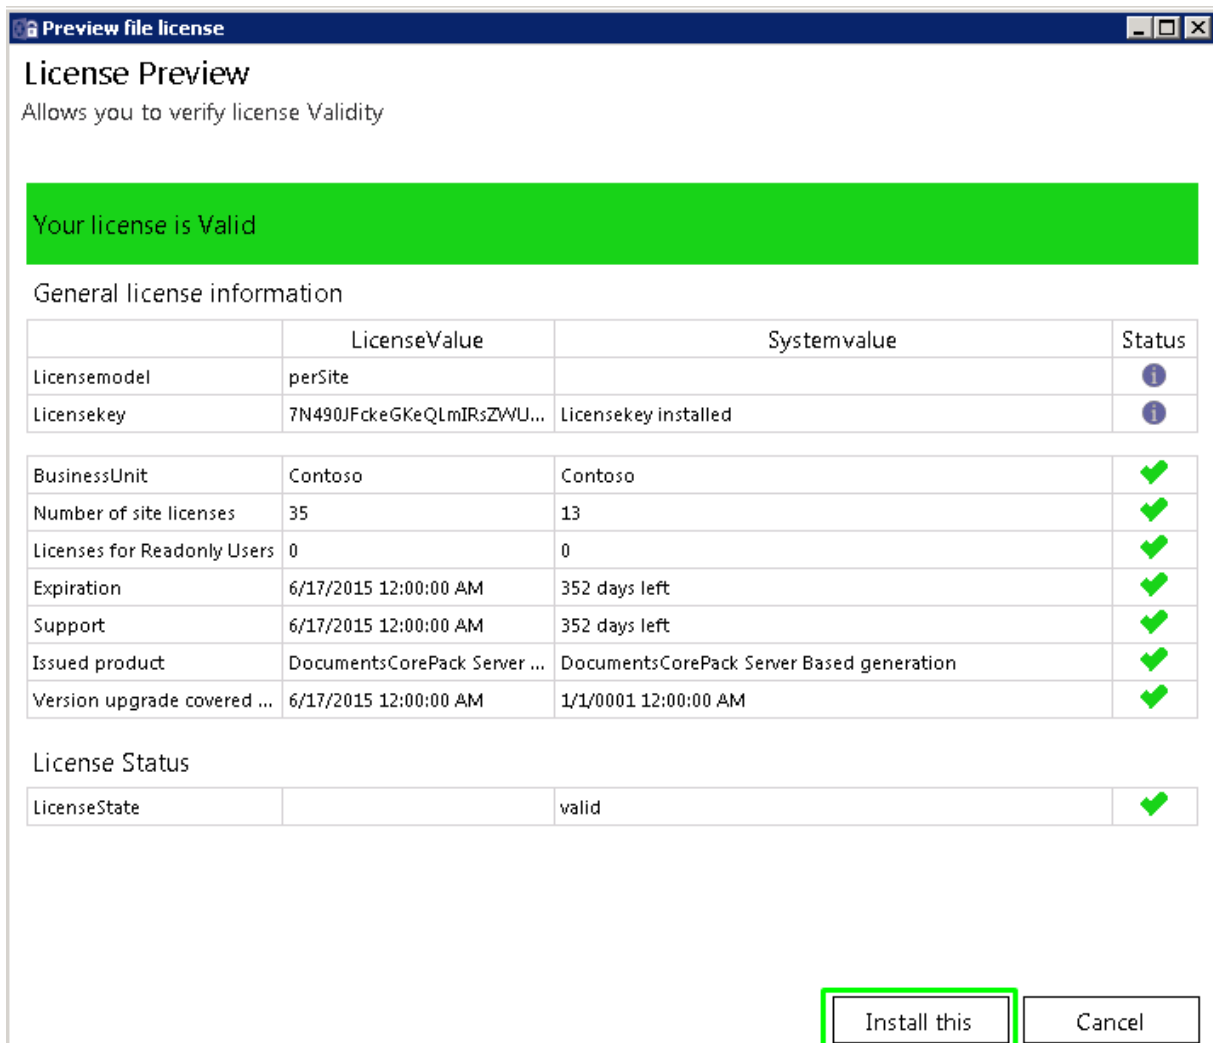 Preview file license
License Preview
Allows you to verify license Validity
Your license is Valid
General license information
LicenseValue Systemvalue Status
Licensemodel perSite
Licensekey 7N490JFckeGKeQLmIRsZWU... Licensekey installed
BusinessUnit Contoso Contoso
Number of site licenses 35 13
Licenses for Readonly Users 0 0
Expiration 6/17/2015 12:00:00 AM 352 days left
Support 6/17/2015 12:00:00 AM 352 days left
Issued product DocumentsCorePack Server ... DocumentsCorePack Server Based generation
Version upgrade covered ... 6/17/2015 12:00:00 AM 1/1/0001 12:00:00 AM
License Status
LicenseState valid
Install this Cancel